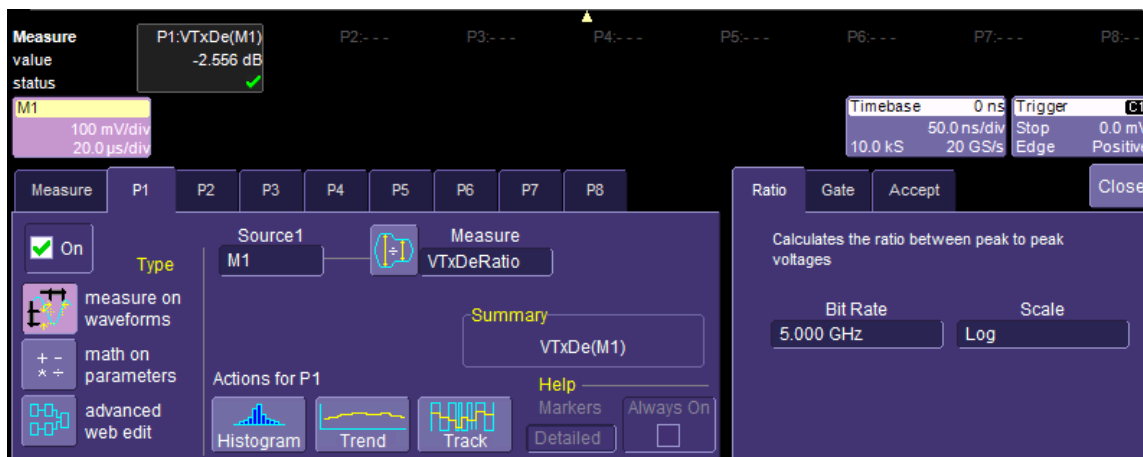 Measure P1:VTxDe(M1) P2:- - - P3:- - - P4:- - - P5:- - - P6:- - - P7:- - - P8:- -
value -2.556 dB
status
M1
100 mV/div
20.0 µs/div
Timebase 0 ns
50.0 ns/div
10.0 kS 20 GS/s
Trigger C1
Stop 0.0 mV
Edge Positive
Measure P1 P2 P3 P4 P5 P6 P7 P8
Ratio Gate Accept Close
On
Type
measure on
waveforms
math on
parameters
advanced
web edit
Source1
M1
Measure
VTxDeRatio
Summary
VTxDe(M1)
Actions for P1
Histogram Trend Track
Help
Markers Always On
Detailed
Calculates the ratio between peak to peak
voltages
Bit Rate Scale
5.000 GHz Log